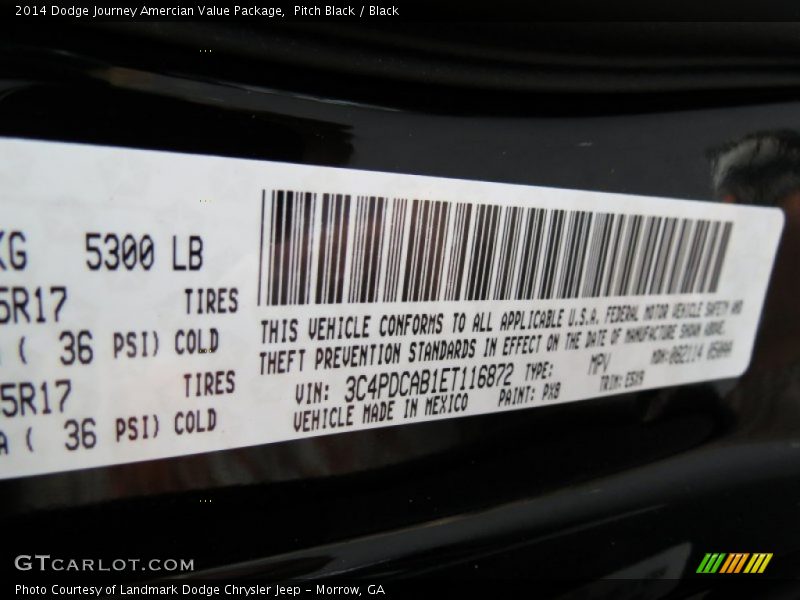 2014 Dodge Journey Amercian Value Package,  Pitch Black / Black
KG 5300 LB
5R17 TIRES
( 36 PSI) COLD
5R17 TIRES
A ( 36 PSI) COLD
THIS VEHICLE CONFORMS TO ALL APPLICABLE U.S.A. FEDERAL MOTOR VEHICLE SAFETY AND
THEFT PREVENTION STANDARDS IN EFFECT ON THE DATE OF MANUFACTURE SHOWN ABOVE.
VIN: 3C4PDCAB1ET116872 TYPE: MPV MDH:062114
VEHICLE MADE IN MEXICO PAINT: PX8 TRIM:
GTCARLOT.COM
Photo Courtesy of Landmark Dodge Chrysler Jeep - Morrow, GA